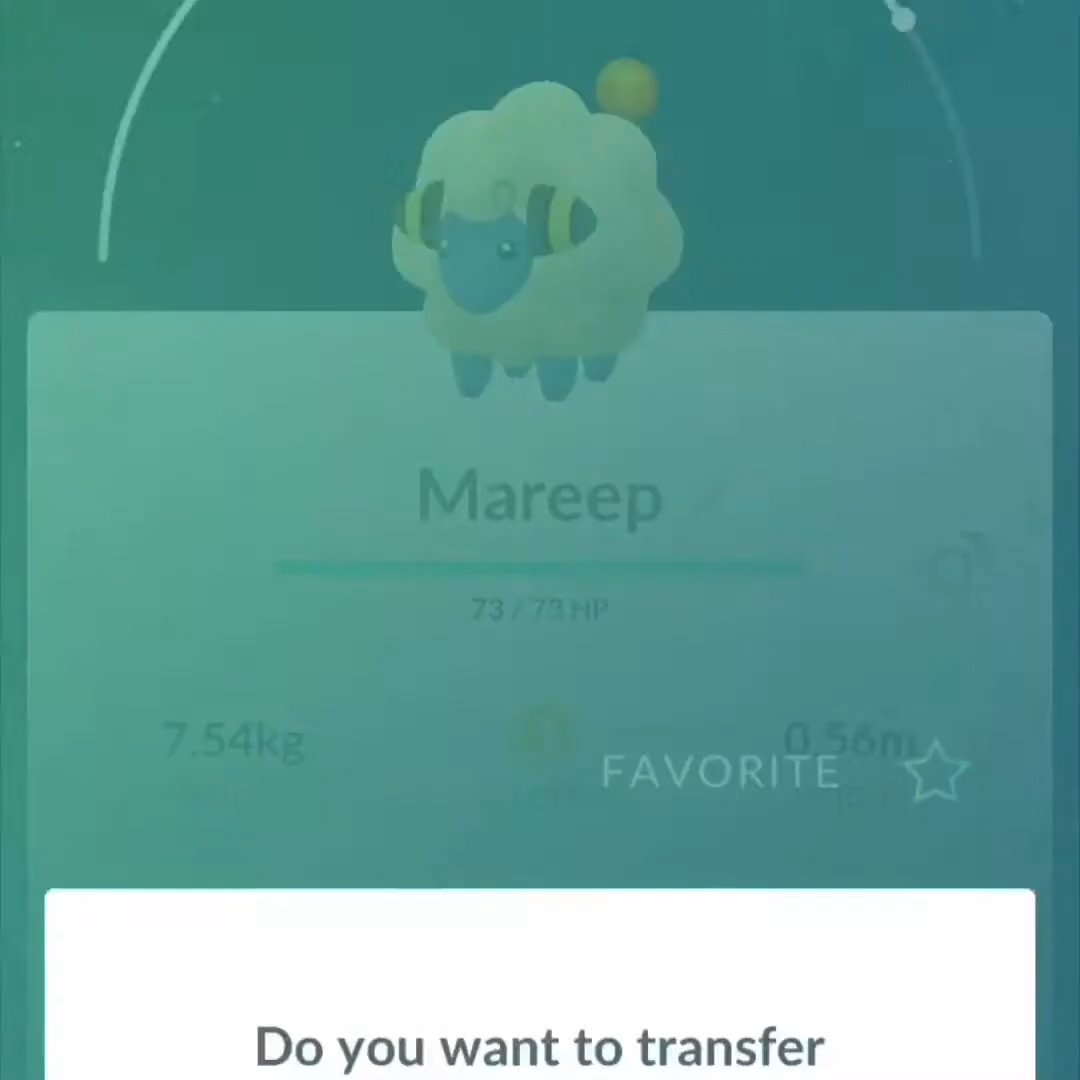 Mareep
73 / 73 HP
7.54kg
0.56m
FAVORITE
Do you want to transfer